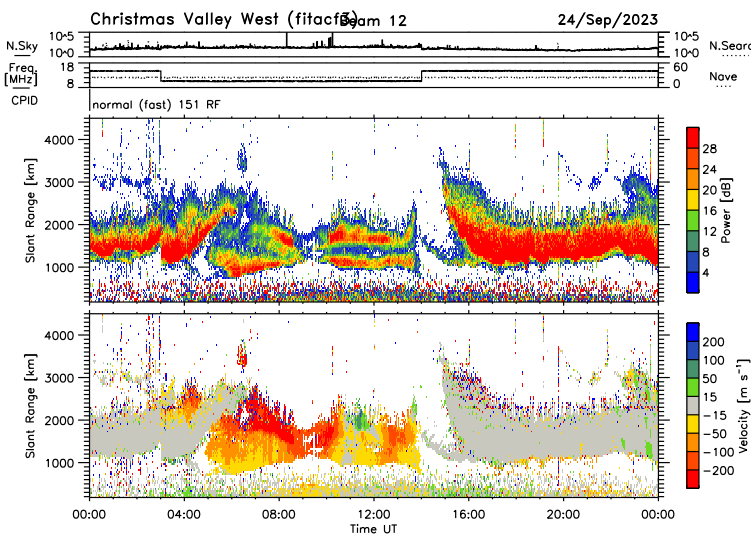 Christmas Valley West (fitacf3) Beam 12 24/Sep/2023
N.Sky 10^5 10^0 10^5 10^0 N.Searc
Freq [MHz] 18 8 60 0 Nave
CPID normal (fast) 151 RF
Slant Range [km] 4000 3000 2000 1000
Power [dB] 28 24 20 16 12 8 4
Slant Range [km] 4000 3000 2000 1000
Velocity [m s⁻¹] 200 100 50 15 -15 -50 -100 -200
00:00 04:00 08:00 12:00 16:00 20:00 00:00
Time UT